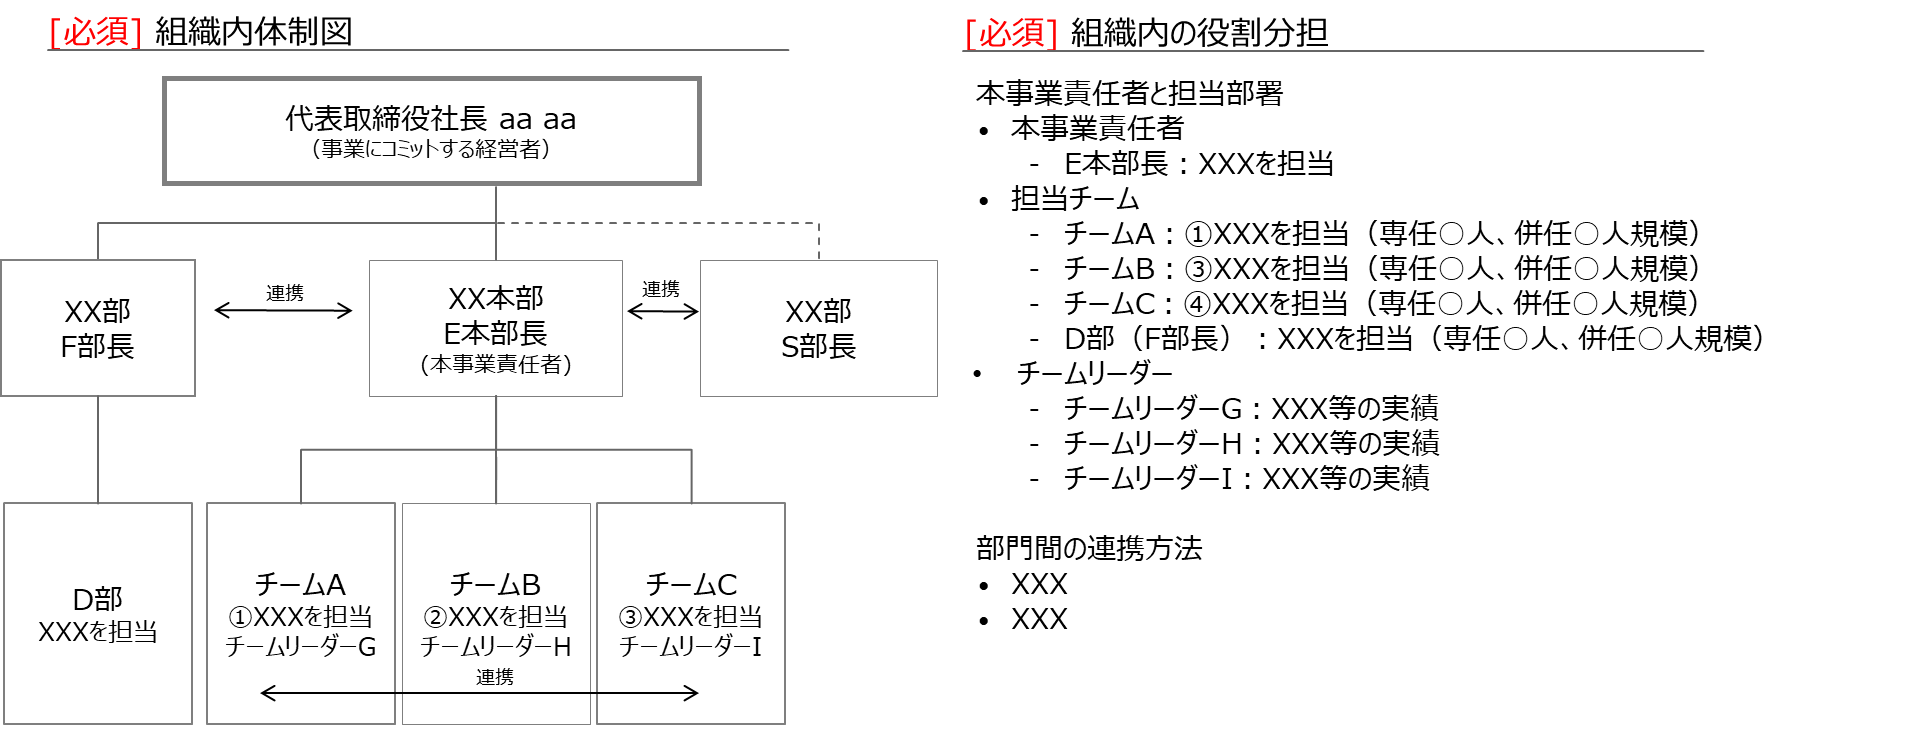 [必須] 組織内体制図
代表取締役社長 aa aa
（事業にコミットする経営者）
XX部
F部長
連携
XX本部
E本部長
（本事業責任者）
連携
XX部
S部長
D部
XXXを担当
チームA
①XXXを担当
チームリーダーG
チームB
②XXXを担当
チームリーダーH
チームC
③XXXを担当
チームリーダーI
連携
[必須] 組織内の役割分担
本事業責任者と担当部署
• 本事業責任者
- E本部長：XXXを担当
• 担当チーム
- チームA：①XXXを担当（専任○人、併任○人規模）
- チームB：③XXXを担当（専任○人、併任○人規模）
- チームC：④XXXを担当（専任○人、併任○人規模）
- D部（F部長）：XXXを担当（専任○人、併任○人規模）
• チームリーダー
- チームリーダーG：XXX等の実績
- チームリーダーH：XXX等の実績
- チームリーダーI：XXX等の実績
部門間の連携方法
• XXX
• XXX